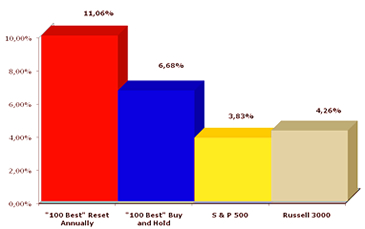 11,06%
10,00%
8,00%
6,68%
6,00%
4,26%
3,83%
4,00%
2,00%
0,00%
"100 Best" Reset
Annually
"100 Best" Buy
and Hold
S & P 500
Russell 3000